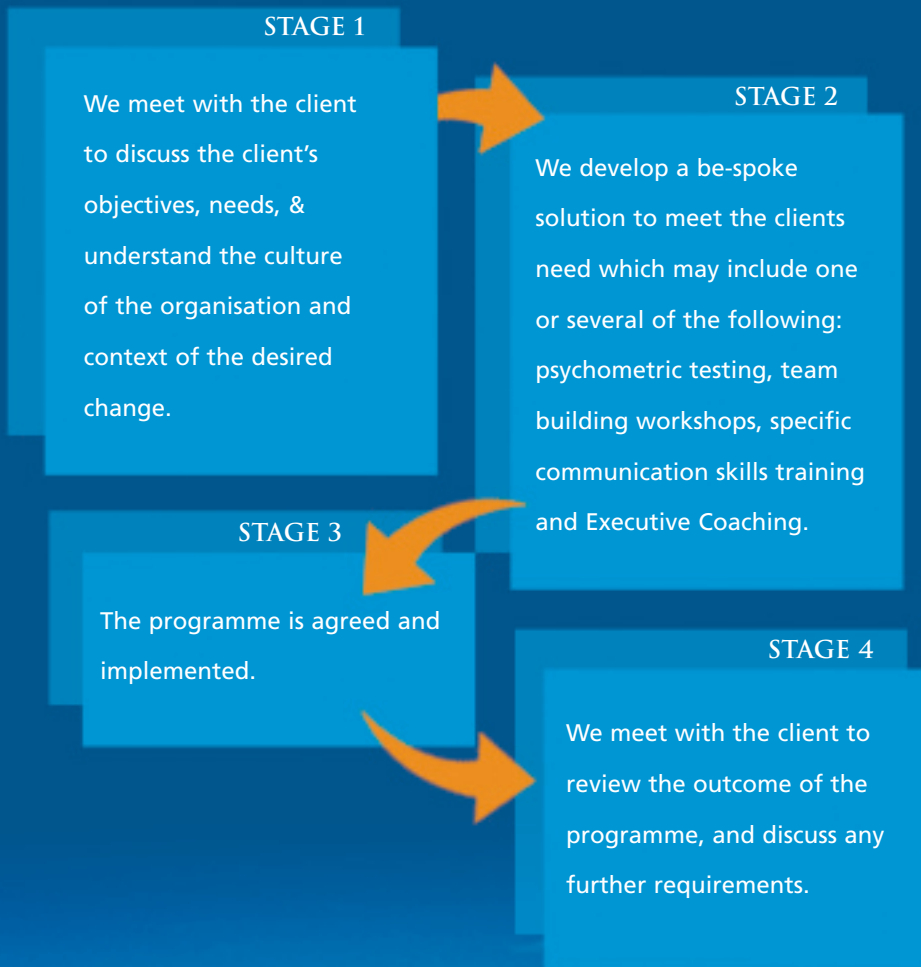 STAGE 1
We meet with the client
to discuss the client’s
objectives, needs, &
understand the culture
of the organisation and
context of the desired
change.
STAGE 2
We develop a be-spoke
solution to meet the clients
need which may include one
or several of the following:
psychometric testing, team
building workshops, specific
communication skills training
and Executive Coaching.
STAGE 3
The programme is agreed and
implemented.
STAGE 4
We meet with the client to
review the outcome of the
programme, and discuss any
further requirements.